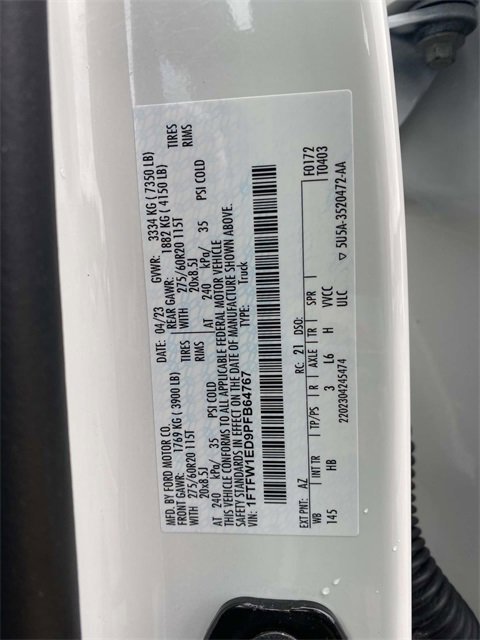 MFD. BY FORD MOTOR CO.
DATE: 04/23 GVWR: 3334 KG ( 7350 LB)
FRONT GAWR: 1769 KG ( 3900 LB) REAR GAWR: 1882 KG ( 4150 LB)
WITH 275/60R20 115T TIRES WITH 275/60R20 115T TIRES
20x8.5J RIMS 20x8.5J RIMS
AT 240 kPa/ 35 PSI COLD AT 240 kPa/ 35 PSI COLD
THIS VEHICLE CONFORMS TO ALL APPLICABLE FEDERAL MOTOR VEHICLE
SAFETY STANDARDS IN EFFECT ON THE DATE OF MANUFACTURE SHOWN ABOVE.
VIN: 1FTFW1ED9PFB64767 TYPE: Truck
F0172
T0403
EXT PNT: AZ RC: 21 DSO:
WB INT TR TP/PS R AXLE TR SPR
145 HB 3 L6 H VVCC
2202304245474 ULC
▽ 5U5A-3520472-AA